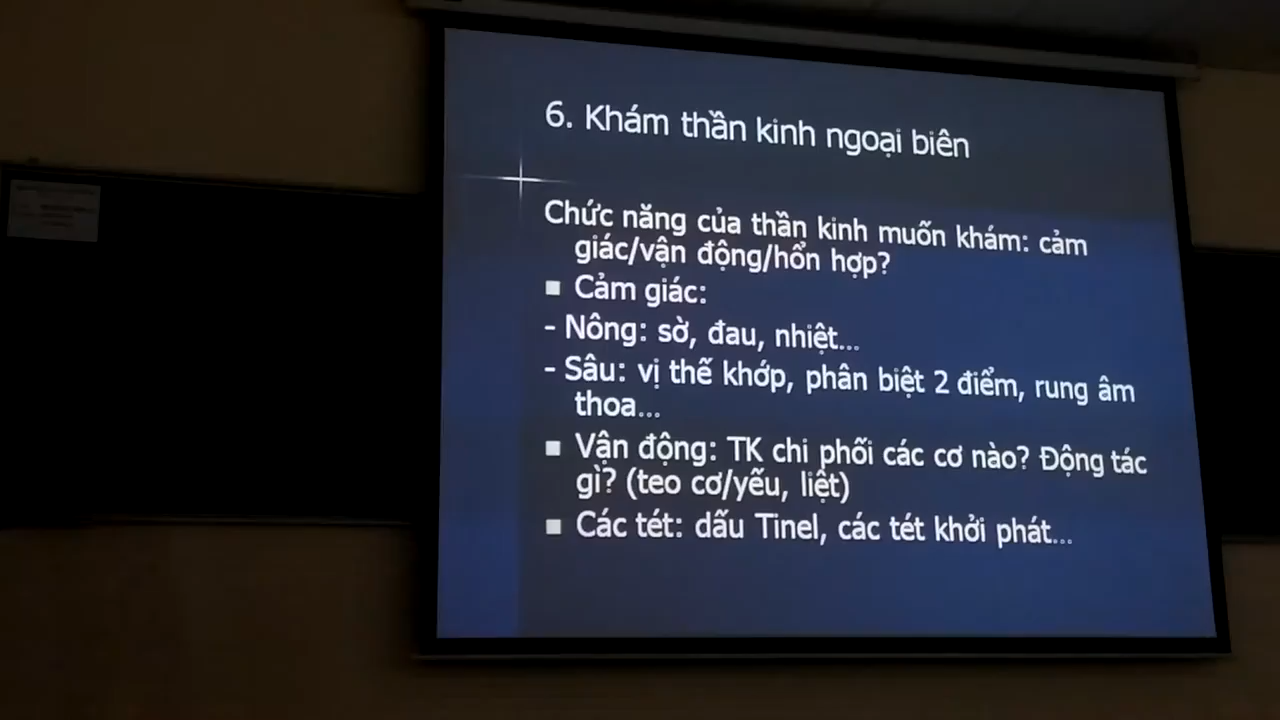 6. Khám thần kinh ngoại biên
Chức năng của thần kinh muốn khám: cảm
giác/vận động/hổn hợp?
■ Cảm giác:
- Nông: sờ, đau, nhiệt...
- Sâu: vị thế khớp, phân biệt 2 điểm, rung âm
thoa...
■ Vận động: TK chi phối các cơ nào? Động tác
gì? (teo cơ/yếu, liệt)
■ Các tét: dấu Tinel, các tét khởi phát...